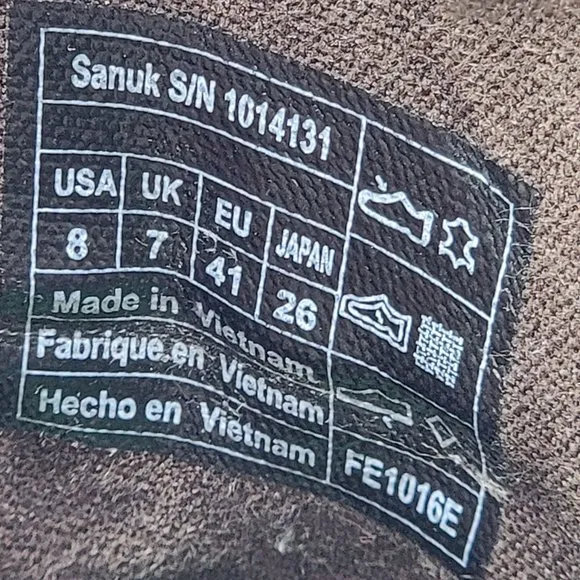 Sanuk S/N 1014131
USA UK EU JAPAN
8 7 41 26
Made in Vietnam
Fabrique en Vietnam
Hecho en Vietnam
FE1016E